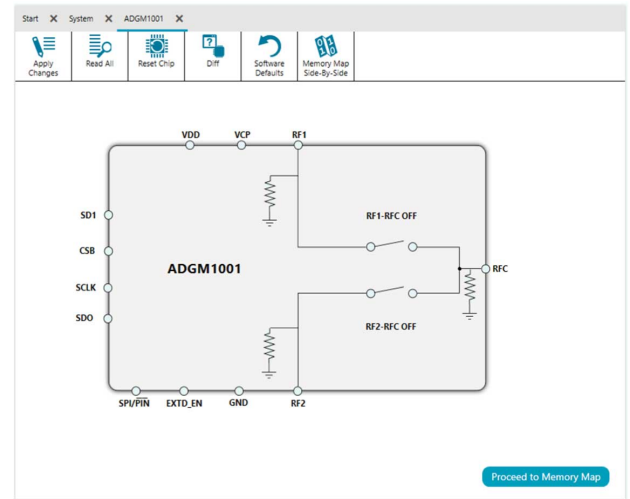 Start X System X ADGM1001 X
Apply Changes
Read All
Reset Chip
Diff
Software Defaults
Memory Map Side-By-Side
VDD VCP RF1
SD1
RF1-RFC OFF
CSB
ADGM1001
RFC
SCLK
SDO
RF2-RFC OFF
SPI/PIN EXTD_EN GND RF2
Proceed to Memory Map